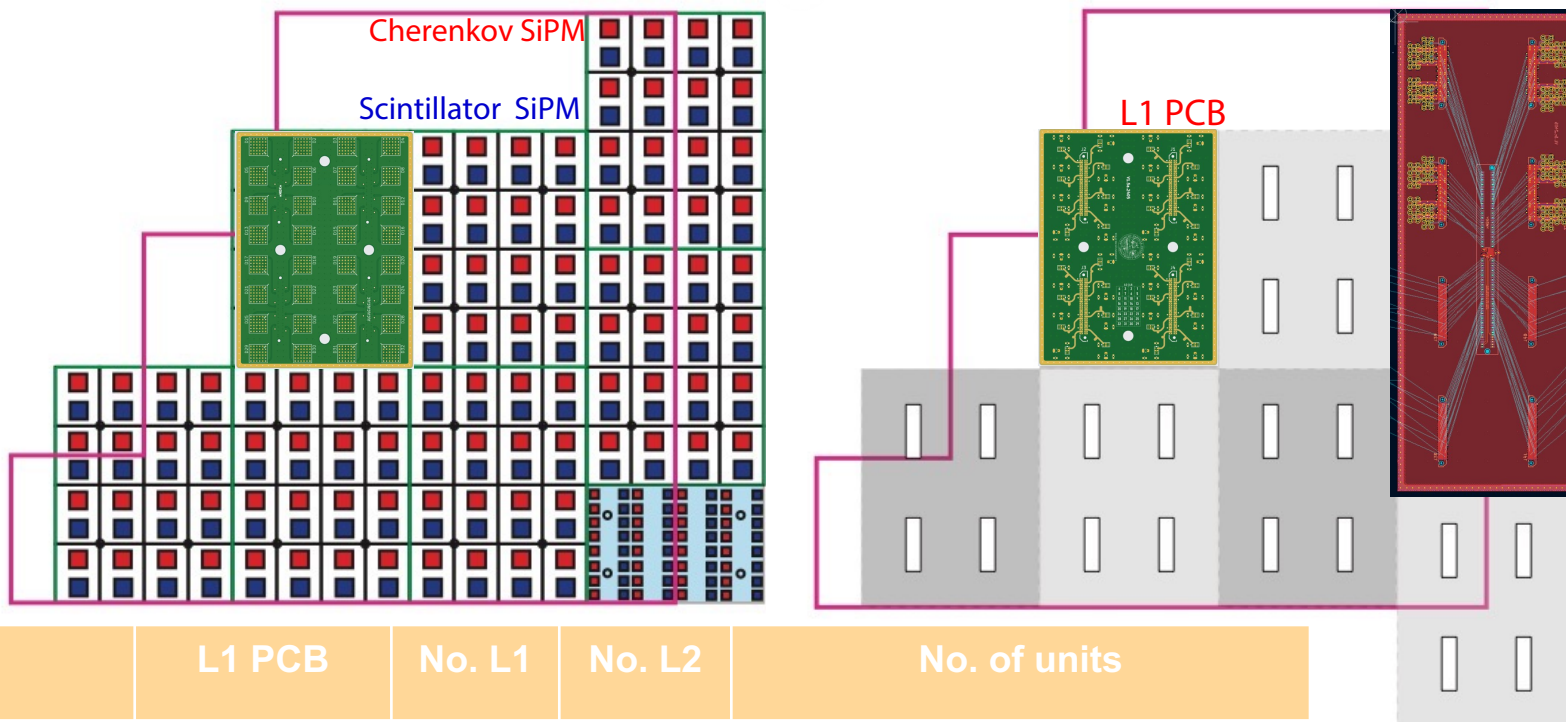 Cherenkov SiPM
Scintillator SiPM
L1 PCB
L1 PCB
No. L1
No. L2
No. of units